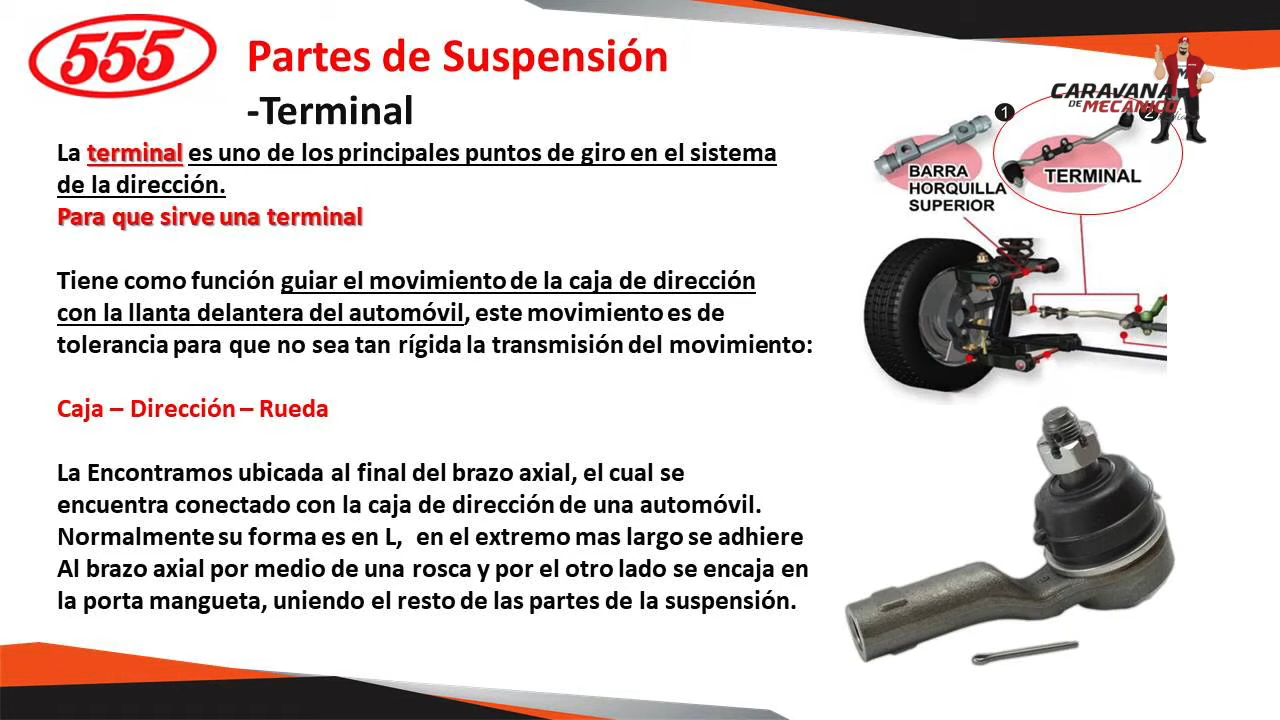 555
Partes de Suspensión
-Terminal
La terminal es uno de los principales puntos de giro en el sistema
de la dirección.
Para que sirve una terminal
Tiene como función guiar el movimiento de la caja de dirección
con la llanta delantera del automóvil, este movimiento es de
tolerancia para que no sea tan rígida la transmisión del movimiento:
Caja – Dirección – Rueda
La Encontramos ubicada al final del brazo axial, el cual se
encuentra conectado con la caja de dirección de una automóvil.
Normalmente su forma es en L, en el extremo mas largo se adhiere
Al brazo axial por medio de una rosca y por el otro lado se encaja en
la porta mangueta, uniendo el resto de las partes de la suspensión.
CARAVANA
DE MECÁNICO
1
2
BARRA
HORQUILLA
SUPERIOR
TERMINAL